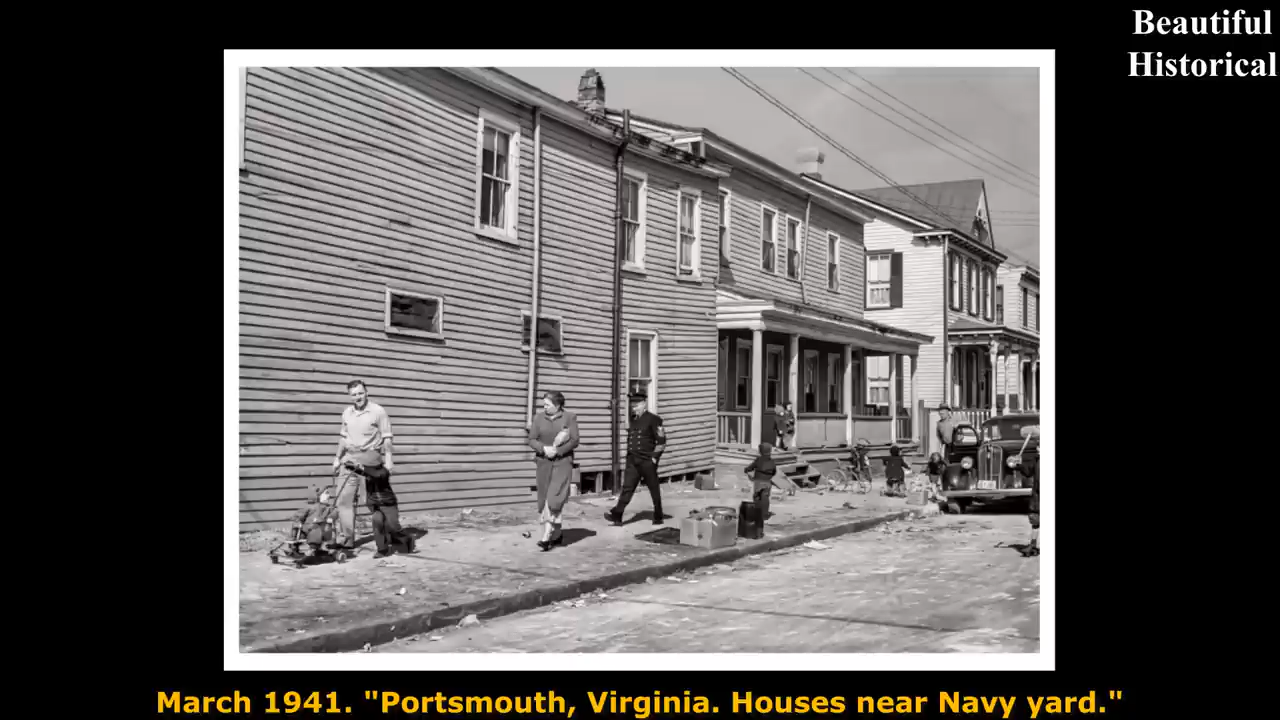 Beautiful
Historical
March 1941. "Portsmouth, Virginia. Houses near Navy yard."